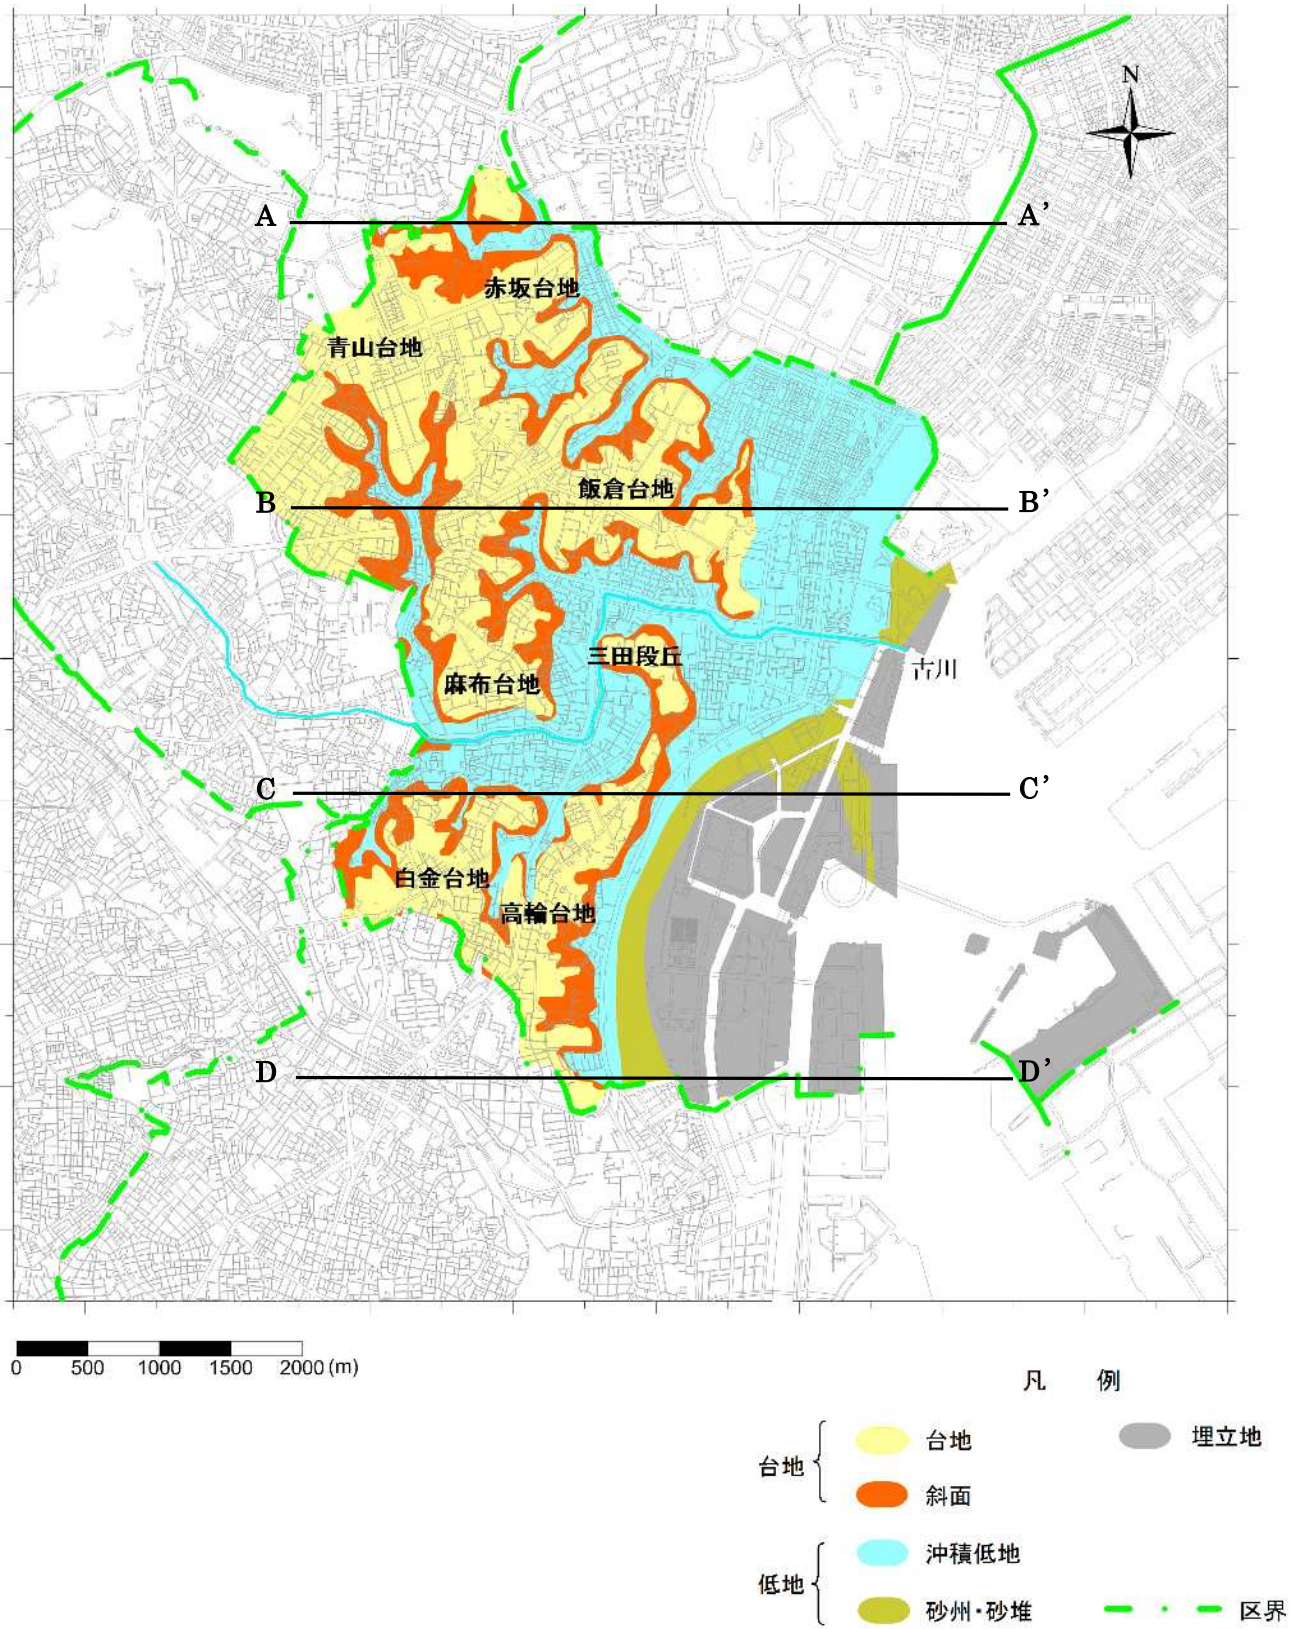 N
A A’
赤坂台地
青山台地
飯倉台地
B B’
三田段丘
古川
麻布台地
C C’
白金台地
高輪台地
D D’
0 500 1000 1500 2000 (m)
凡 例
台地
台地
斜面
埋立地
低地
沖積低地
砂州・砂堆
区界